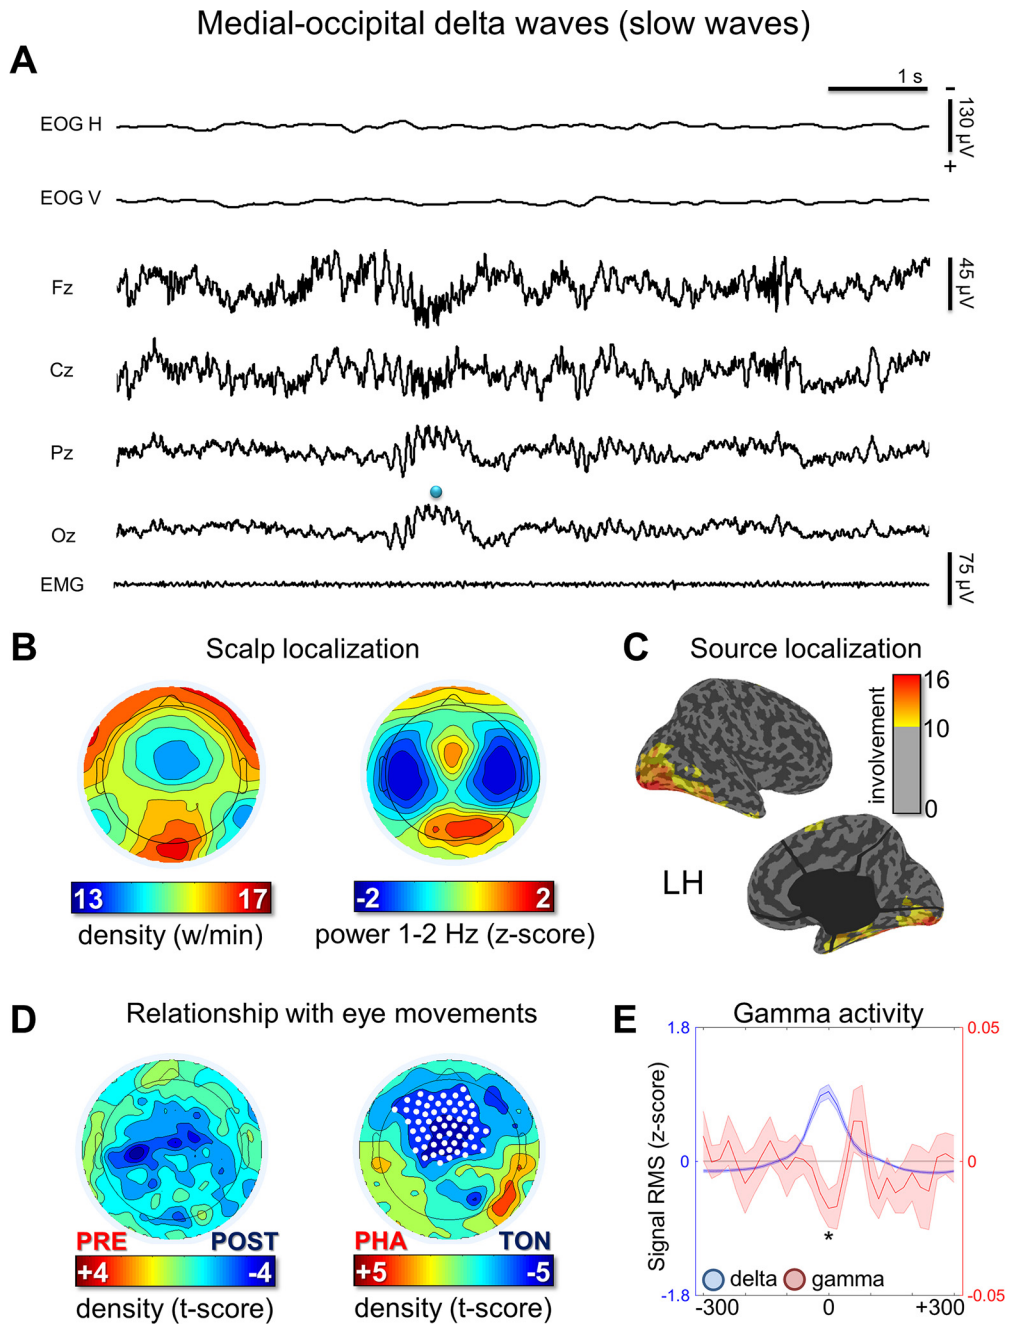 Medial-occipital delta waves (slow waves)
A
1 s
-
130 µV
+
EOG H
EOG V
Fz
45 µV
Cz
Pz
Oz
EMG
75 µV
B
Scalp localization
13 17
density (w/min)
-2 2
power 1-2 Hz (z-score)
C
Source localization
involvement
16
10
0
LH
D
Relationship with eye movements
PRE POST
+4 -4
density (t-score)
PHA TON
+5 -5
density (t-score)
E
Gamma activity
Signal RMS (z-score)
1.8
0
-1.8
0.05
0
-0.05
*
delta gamma
-300 0 +300